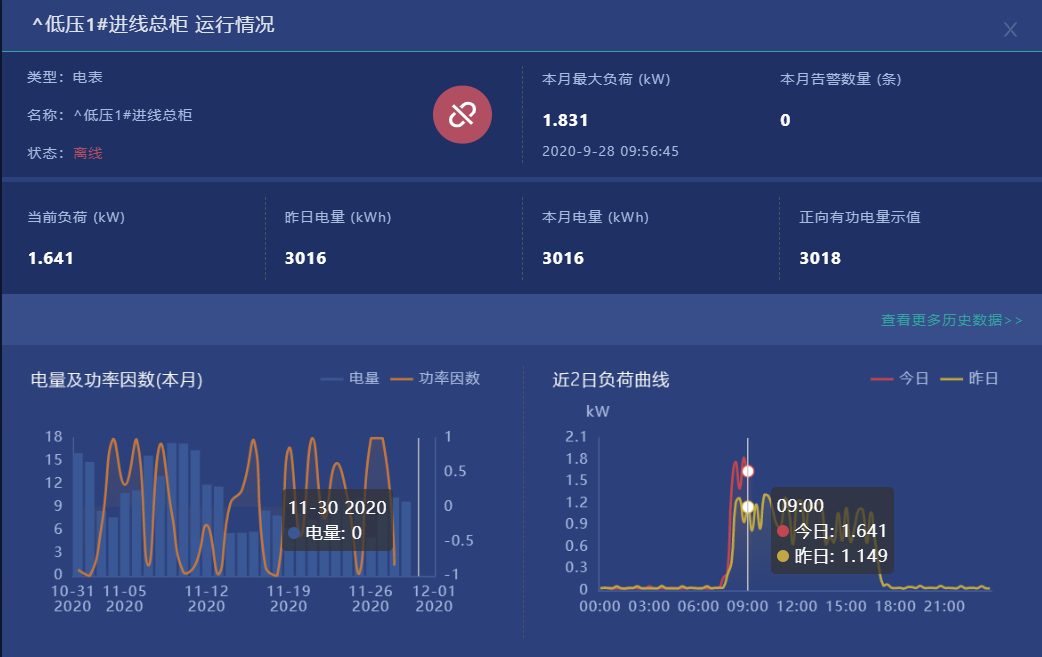 ^低压1#进线总柜 运行情况
类型：电表
名称：^低压1#进线总柜
状态：离线
本月最大负荷 (kW)
1.831
2020-9-28 09:56:45
本月告警数量 (条)
0
当前负荷 (kW)
1.641
昨日电量 (kWh)
3016
本月电量 (kWh)
3016
正向有功电量示值
3018
查看更多历史数据>>
电量及功率因数(本月)
电量
功率因数
18
15
12
9
6
3
0
1
0.5
0
-0.5
-1
11-30 2020
电量: 0
10-31 2020
11-05 2020
11-12 2020
11-19 2020
11-26 2020
12-01 2020
近2日负荷曲线
今日
昨日
kW
2.1
1.8
1.5
1.2
0.9
0.6
0.3
0
09:00
今日: 1.641
昨日: 1.149
00:00 03:00 06:00 09:00 12:00 15:00 18:00 21:00